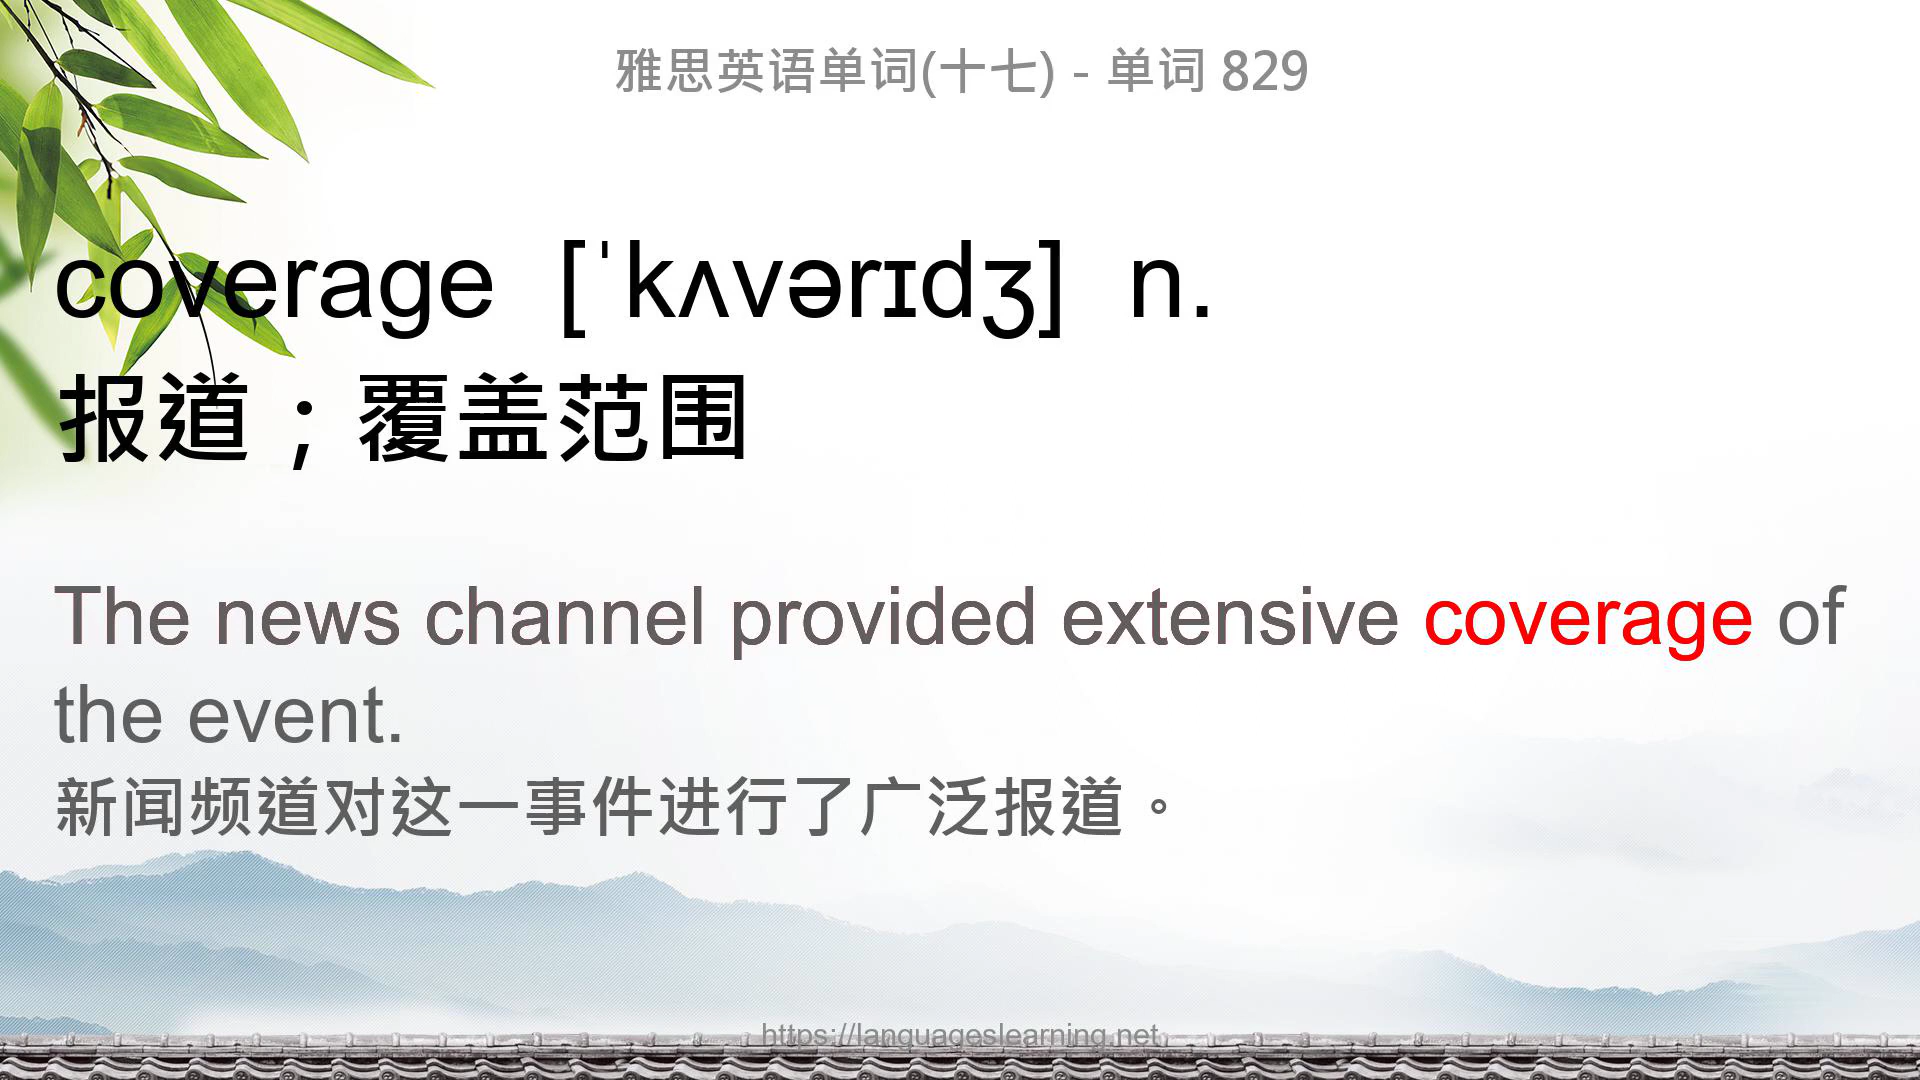 雅思英语单词(十七) - 单词 829
coverage [ˈkʌvərɪdʒ] n.
报道；覆盖范围
The news channel provided extensive coverage of
the event.
新闻频道对这一事件进行了广泛报道。
https://languageslearning.net